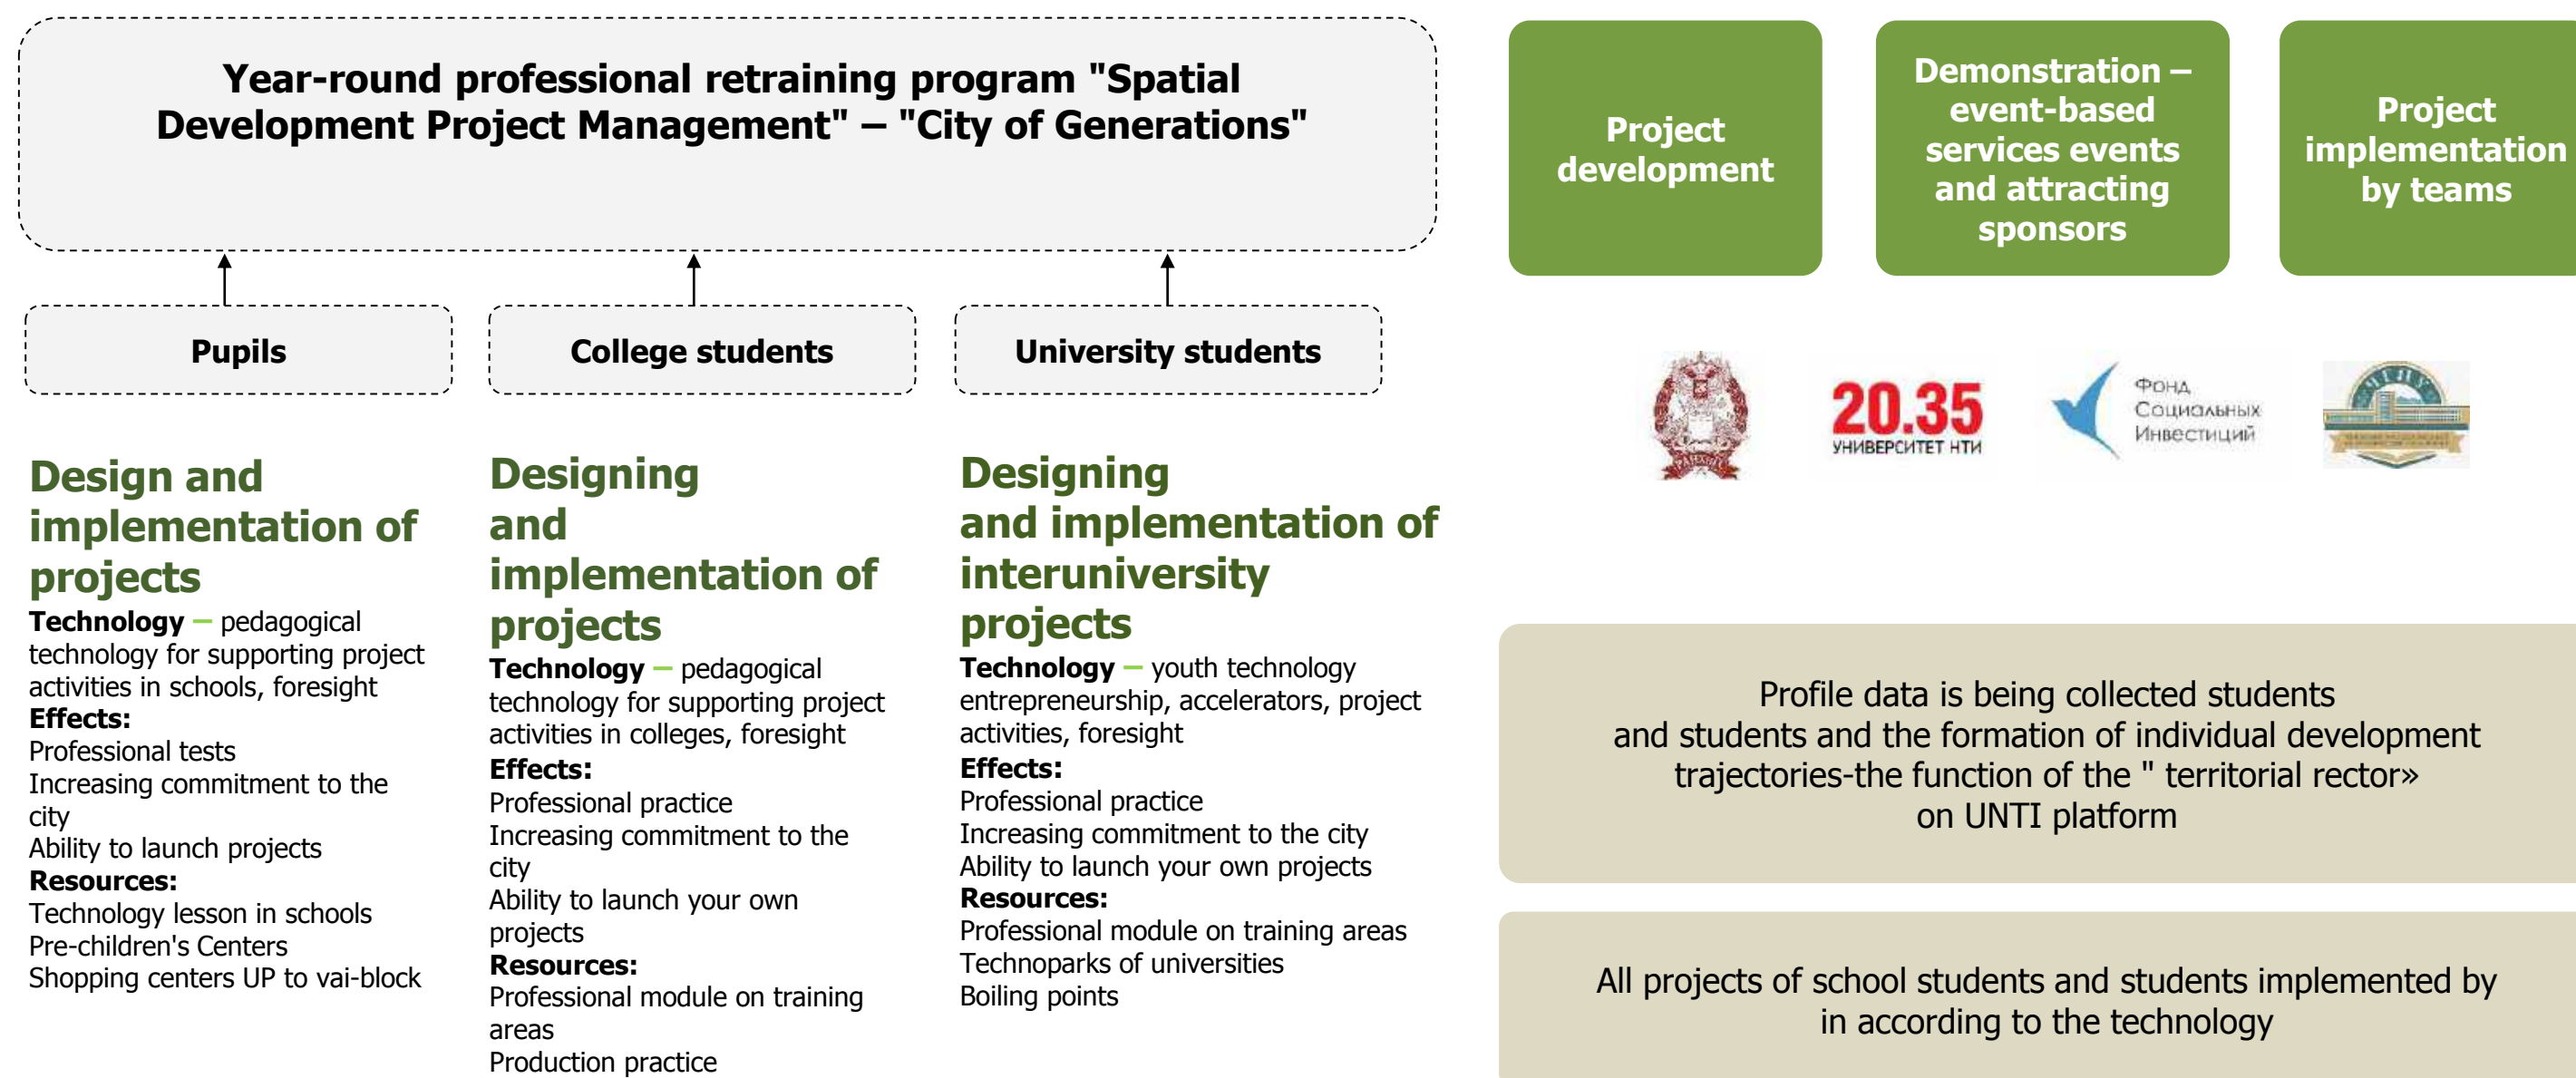 Year-round professional retraining program "Spatial
Development Project Management" – "City of Generations"
Pupils
College students
University students
Design and
implementation of
projects
Technology – pedagogical
technology for supporting project
activities in schools, foresight
Effects:
Professional tests
Increasing commitment to the
city
Ability to launch projects
Resources:
Technology lesson in schools
Pre-children's Centers
Shopping centers UP to vai-block
Designing
and
implementation of
projects
Technology – pedagogical
technology for supporting project
activities in colleges, foresight
Effects:
Professional practice
Increasing commitment to the
city
Ability to launch your own
projects
Resources:
Professional module on training
areas
Production practice
Designing
and implementation of
interuniversity
projects
Technology – youth technology
entrepreneurship, accelerators, project
activities, foresight
Effects:
Professional practice
Increasing commitment to the city
Ability to launch your own projects
Resources:
Professional module on training areas
Technoparks of universities
Boiling points
Project
development
Demonstration –
event-based
services events
and attracting
sponsors
Project
implementation
by teams
20.35
УНИВЕРСИТЕТ НТИ
Фонд
Социальных
Инвестиций
Profile data is being collected students
and students and the formation of individual development
trajectories-the function of the " territorial rector»
on UNTI platform
All projects of school students and students implemented by
in according to the technology